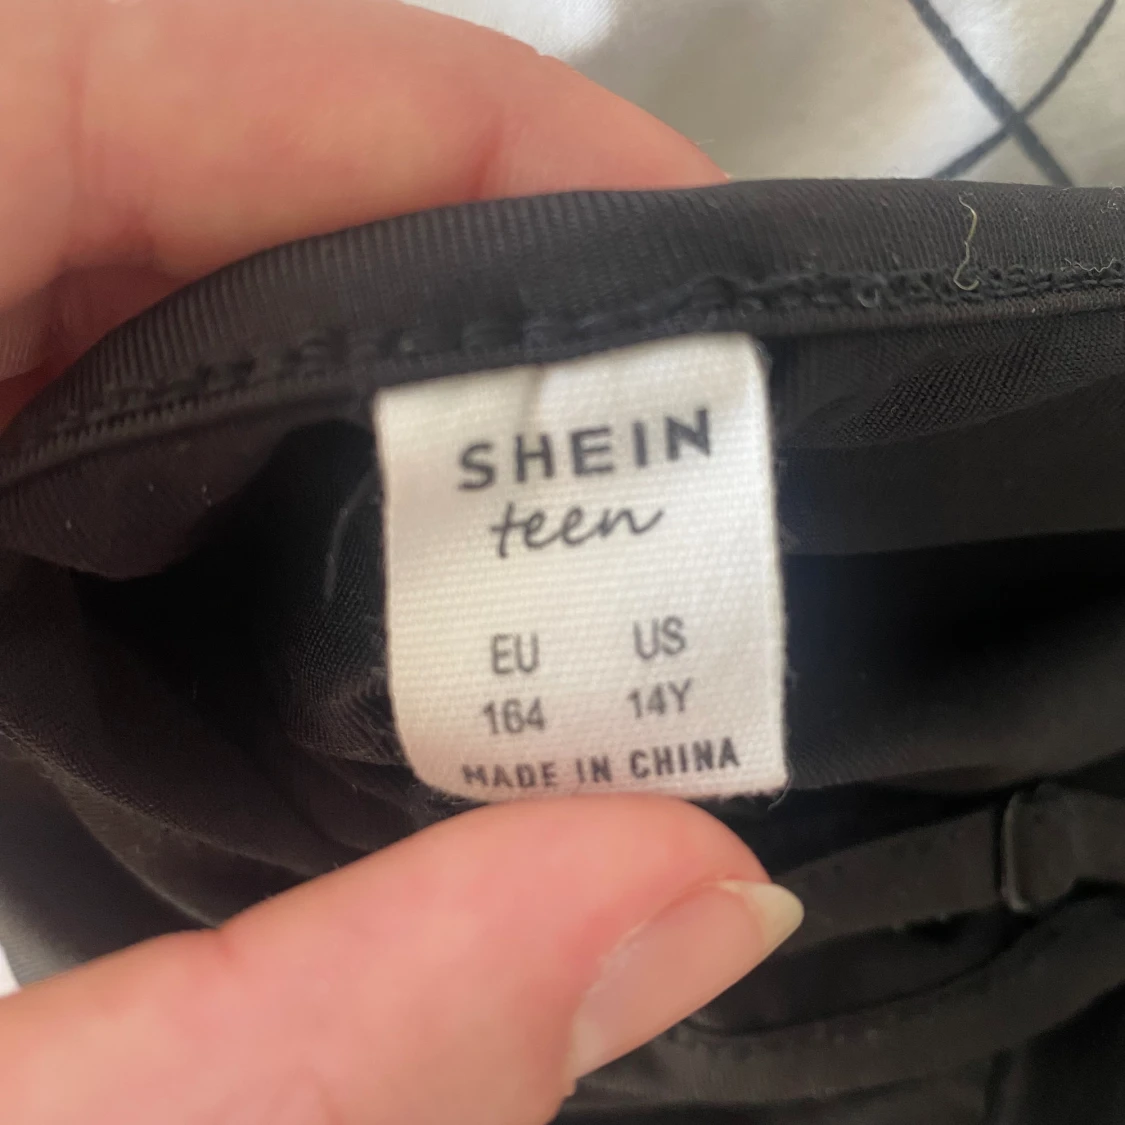 SHEIN
teen
EU US
164 14Y
MADE IN CHINA